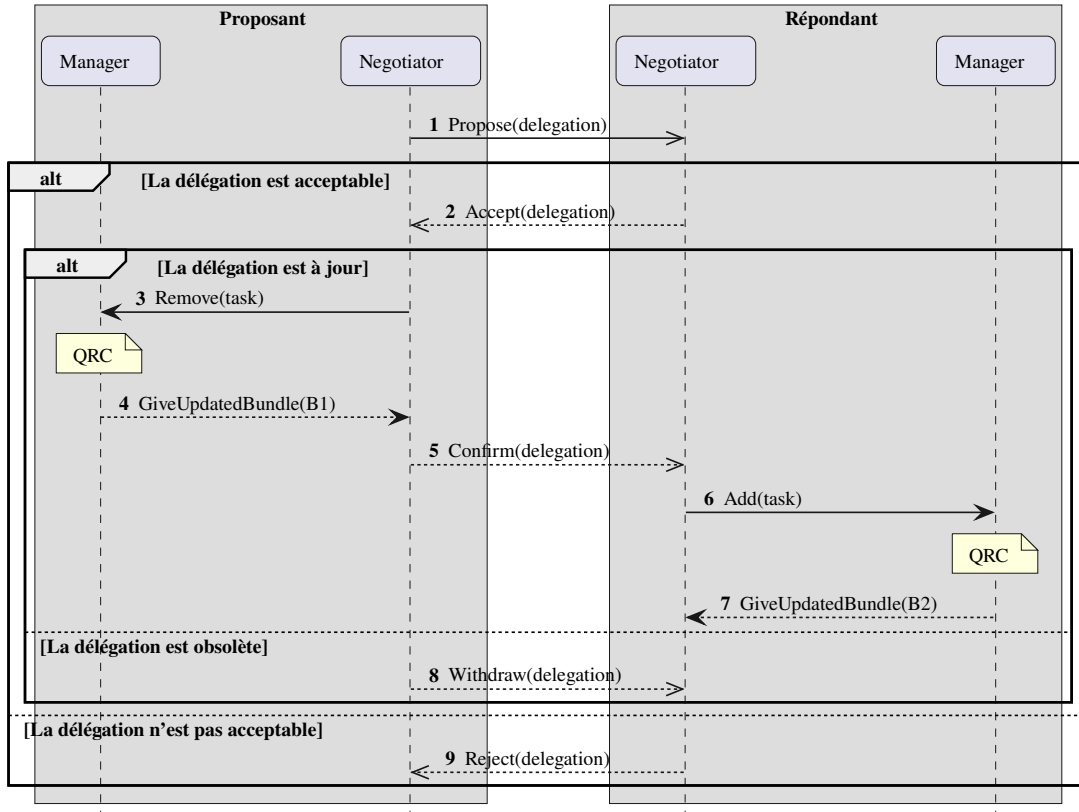 Proposant
Répondant
Manager
Negotiator
Negotiator
Manager
1 Propose(delegation)
alt [La délégation est acceptable]
2 Accept(delegation)
alt [La délégation est à jour]
3 Remove(task)
QRC
4 GiveUpdatedBundle(B1)
5 Confirm(delegation)
6 Add(task)
QRC
7 GiveUpdatedBundle(B2)
[La délégation est obsolète]
8 Withdraw(delegation)
[La délégation n'est pas acceptable]
9 Reject(delegation)